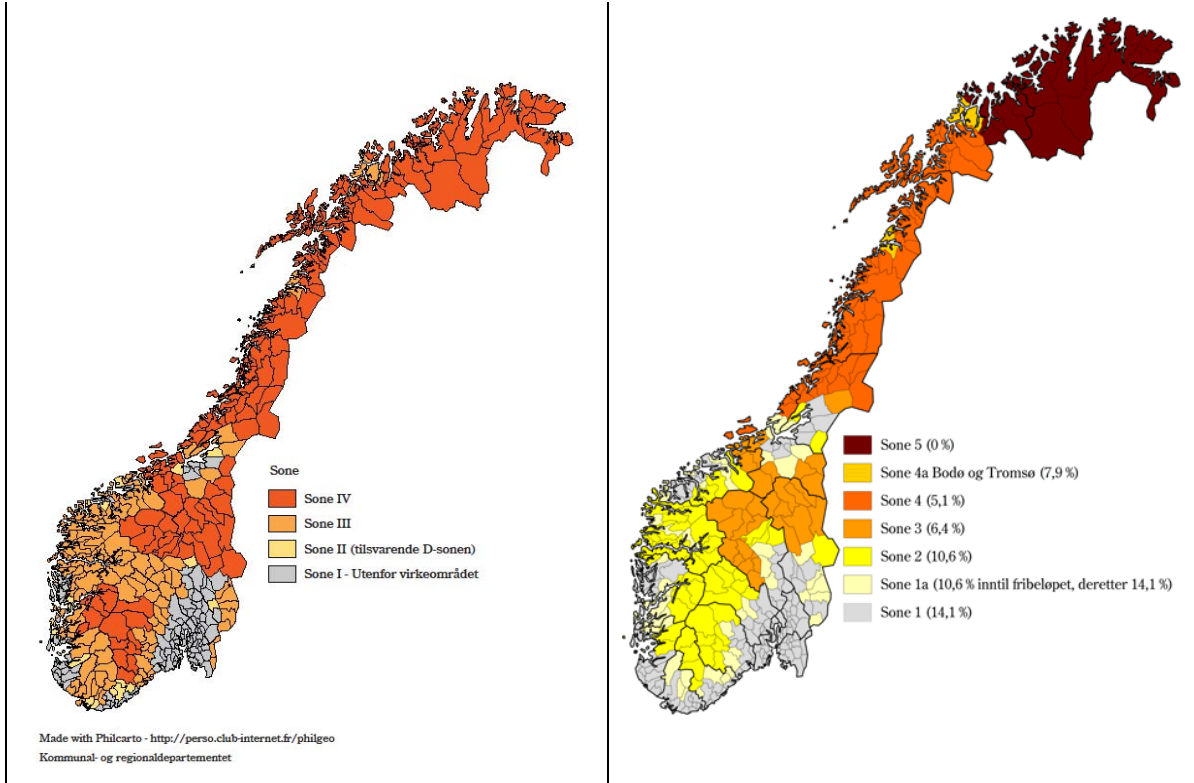 Sone
Sone IV
Sone III
Sone II (tilsvarende D-sonen)
Sone I - Utenfor virkeområdet
Made with Philcarto - http://perso.club-internet.fr/philgeo
Kommunal- og regionaldepartementet
Sone 5 (0 %)
Sone 4a Bodø og Tromsø (7,9 %)
Sone 4 (5,1 %)
Sone 3 (6,4 %)
Sone 2 (10,6 %)
Sone 1a (10,6 % inntil fribeløpet, deretter 14,1 %)
Sone 1 (14,1 %)